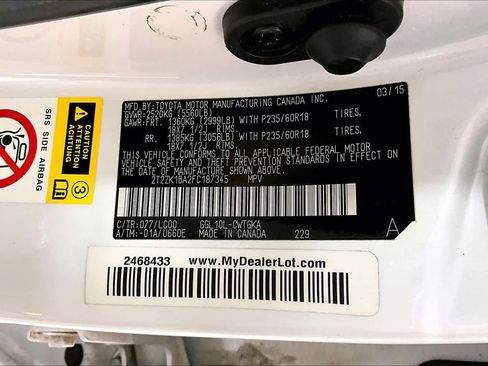 SRS SIDE AIRBAG
MFD. BY: TOYOTA MOTOR MANUFACTURING CANADA INC. 03/15
GVWR: 2520KG (5560LB)
GAWR: FRT. 1360KG (2999LB) WITH P235/60R18 TIRES,
18X7 1/2J RIMS.
RR. 1385KG (3056LB) WITH P235/60R18 TIRES,
18X7 1/2J RIMS.
THIS VEHICLE CONFORMS TO ALL APPLICABLE FEDERAL MOTOR
VEHICLE SAFETY AND THEFT PREVENTION STANDARDS IN EFFECT ON
THE DATE OF MANUFACTURE SHOWN ABOVE.
2T2ZK1BA2FC187345 MPV
C/TR: 077/LC00 GGL10L-CWTGKA
A/TM: -01A/U660E MADE IN CANADA 229 A
2468433 www.MyDealerLot.com